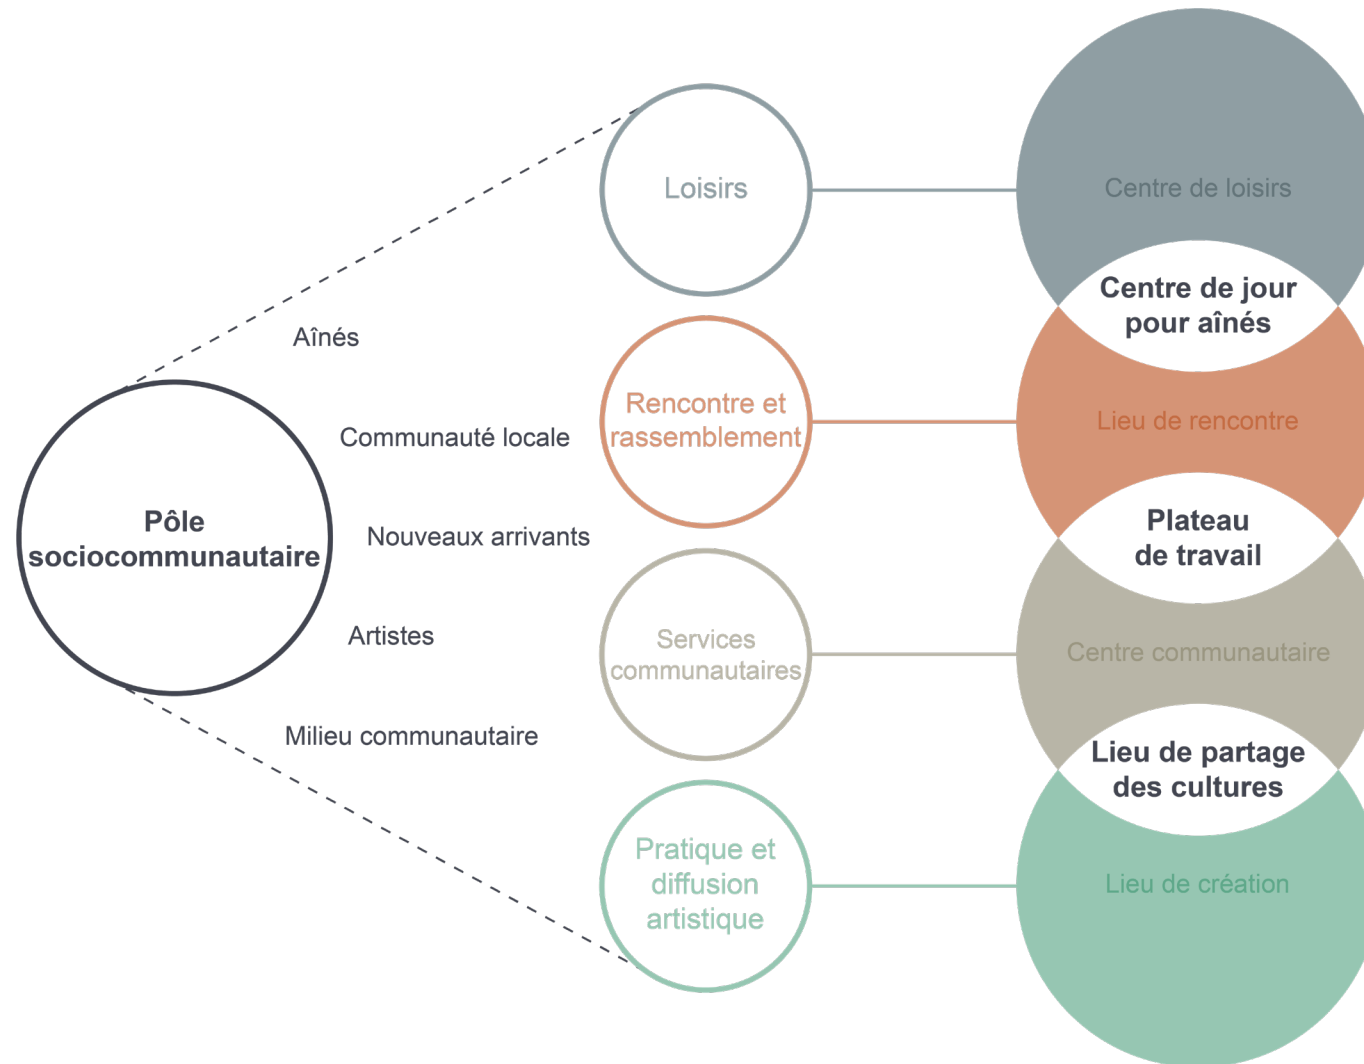 Pôle
sociocommunautaire
Aînés
Communauté locale
Nouveaux arrivants
Artistes
Milieu communautaire
Loisirs
Rencontre et
rassemblement
Services
communautaires
Pratique et
diffusion
artistique
Centre de loisirs
Centre de jour
pour aînés
Lieu de rencontre
Plateau
de travail
Centre communautaire
Lieu de partage
des cultures
Lieu de création